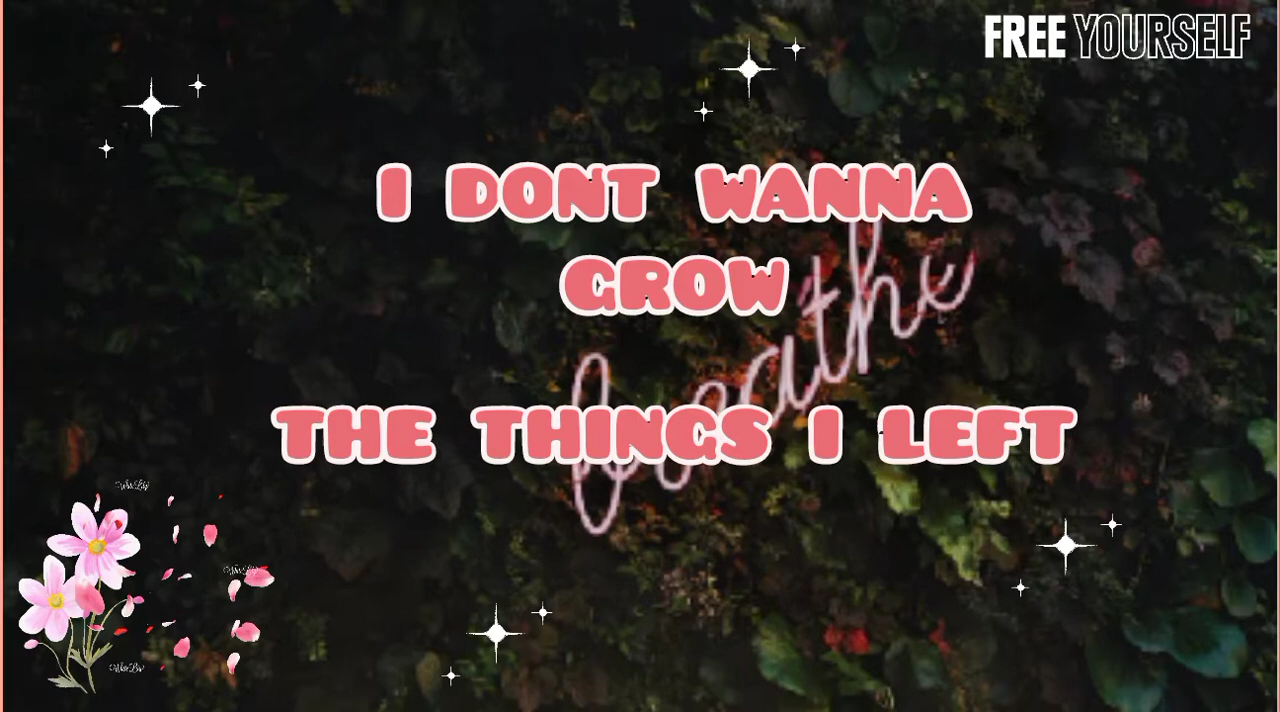 FREE YOURSELF
I DONT WANNA
GROW
breathe
THE THINGS I LEFT